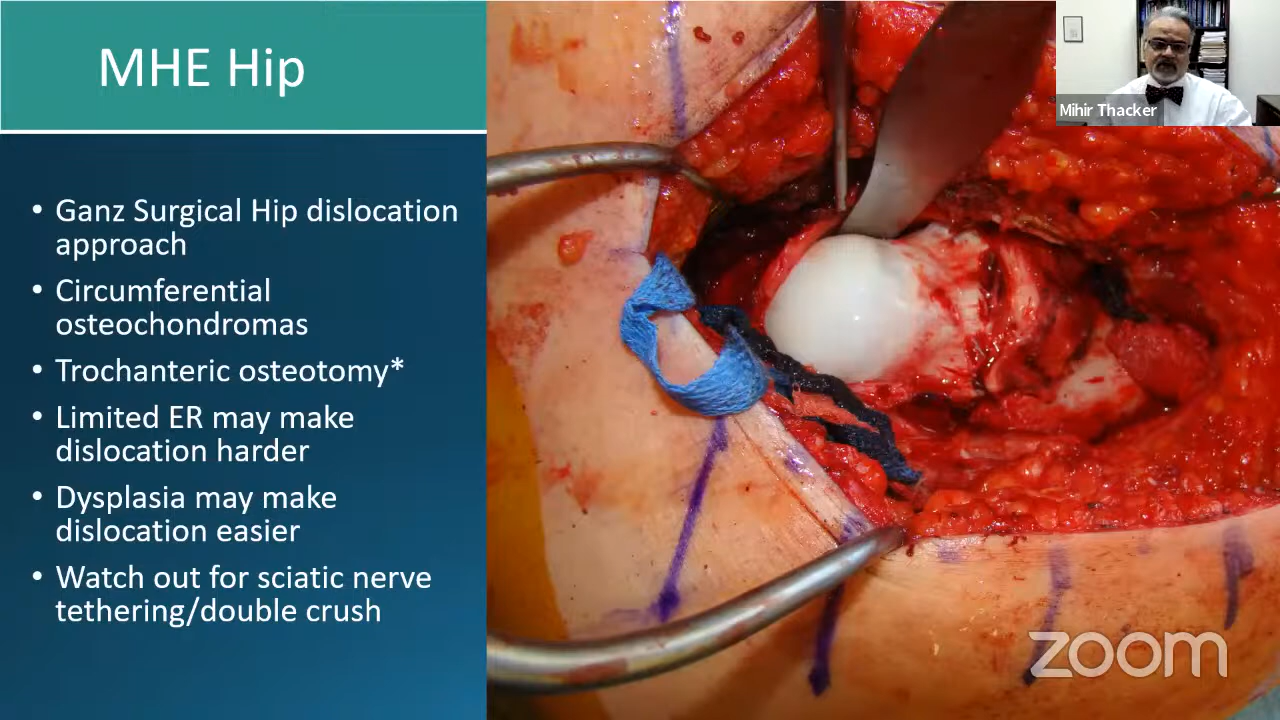 MHE Hip
• Ganz Surgical Hip dislocation
approach
• Circumferential
osteochondromas
• Trochanteric osteotomy*
• Limited ER may make
dislocation harder
• Dysplasia may make
dislocation easier
• Watch out for sciatic nerve
tethering/double crush
Mihir Thacker
zoom